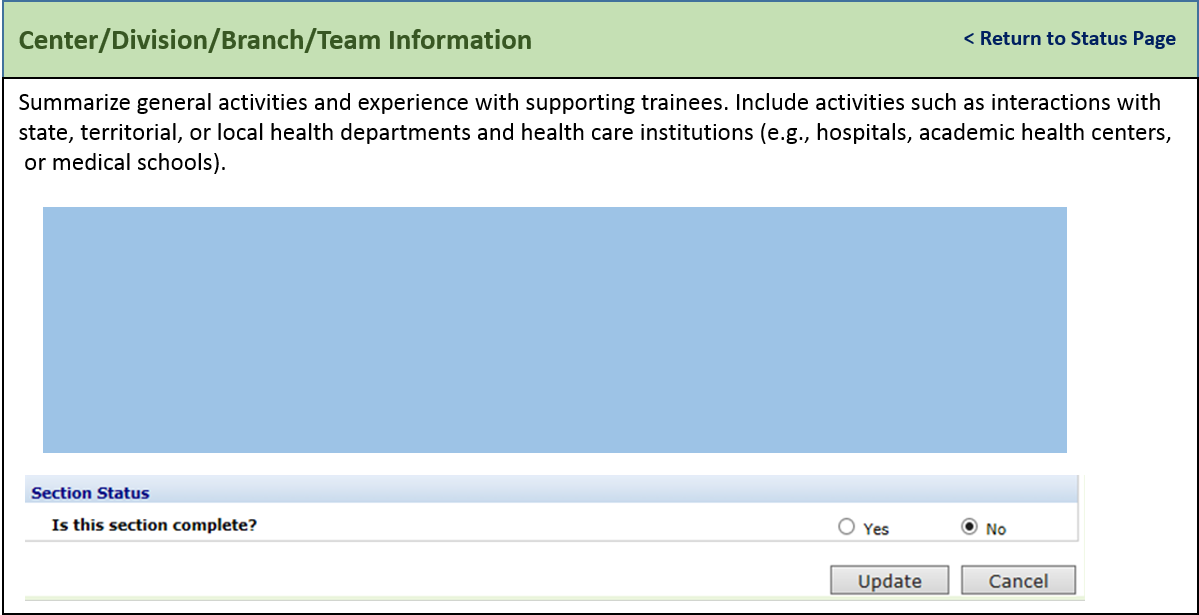 Center/Division/Branch/Team Information
< Return to Status Page
Summarize general activities and experience with supporting trainees. Include activities such as interactions with
state, territorial, or local health departments and health care institutions (e.g., hospitals, academic health centers,
or medical schools).
Section Status
Is this section complete?
Yes
No
Update
Cancel